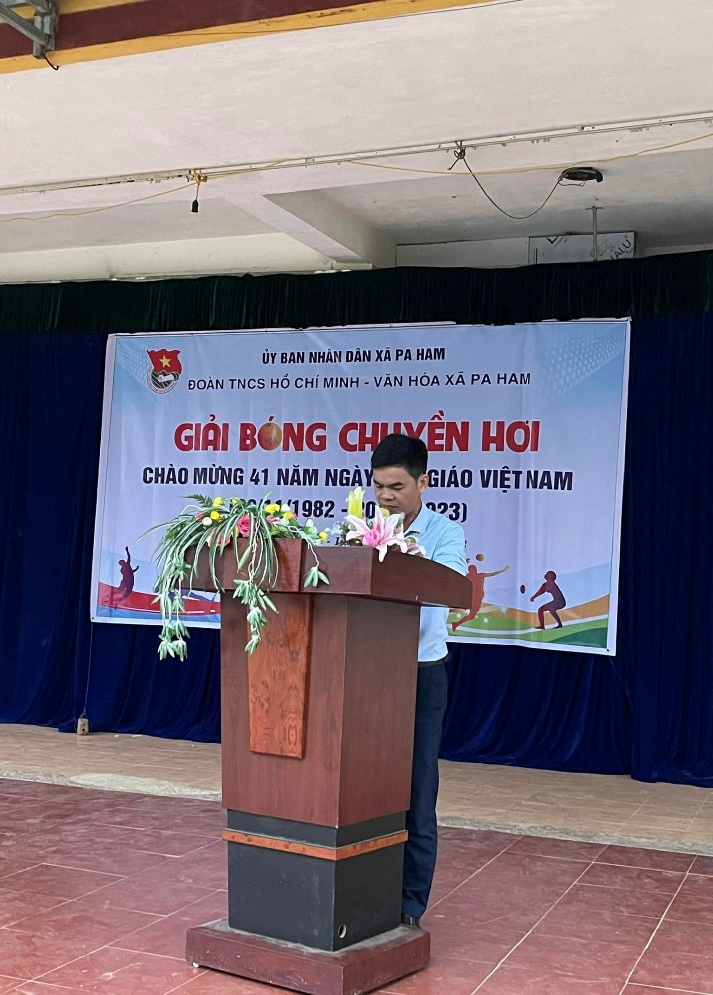 ỦY BAN NHÂN DÂN XÃ PA HAM
ĐOÀN TNCS HỒ CHÍ MINH - VĂN HÓA XÃ PA HAM
GIẢI BÓNG CHUYỀN HƠI
CHÀO MỪNG 41 NĂM NGÀY GIÁO VIỆT NAM
/1982 - 20